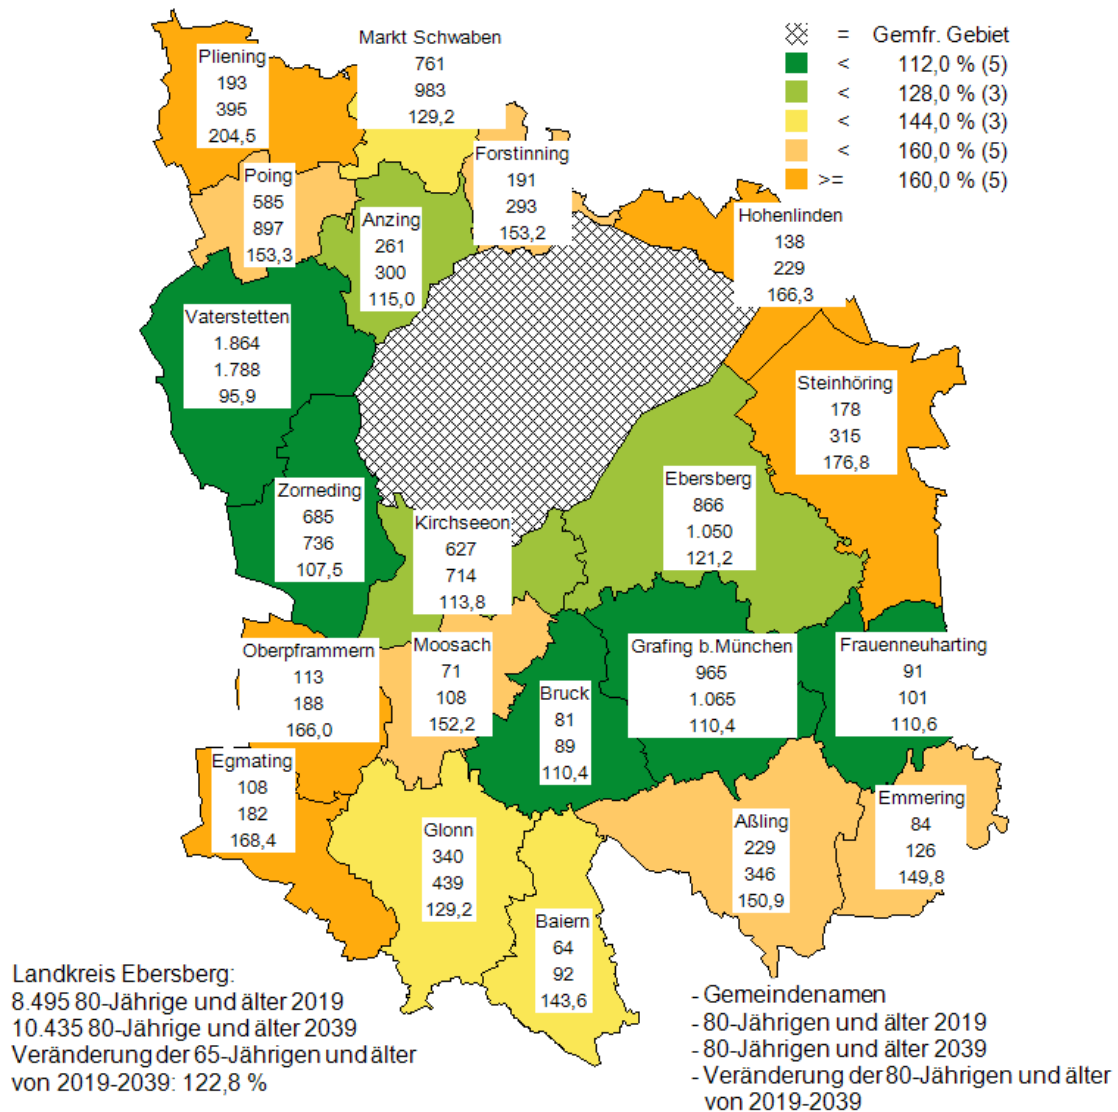 Pliening
193
395
204,5
Markt Schwaben
761
983
129,2
= Gemfr. Gebiet
< 112,0 % (5)
< 128,0 % (3)
< 144,0 % (3)
< 160,0 % (5)
>= 160,0 % (5)
Poing
585
897
153,3
Anzing
261
300
115,0
Forstinning
191
293
153,2
Hohenlinden
138
229
166,3
Vaterstetten
1.864
1.788
95,9
Steinhöring
178
315
176,8
Zorneding
685
736
107,5
Kirchseeon
627
714
113,8
Ebersberg
866
1.050
121,2
Oberpframmern
113
188
166,0
Moosach
71
108
152,2
Bruck
81
89
110,4
Grafing b.München
965
1.065
110,4
Frauenneuharting
91
101
110,6
Egmating
108
182
168,4
Glonn
340
439
129,2
Baiern
64
92
143,6
Aßling
229
346
150,9
Emmering
84
126
149,8
Landkreis Ebersberg:
8.495 80-Jährige und älter 2019
10.435 80-Jährige und älter 2039
Veränderung der 65-Jährigen und älter
von 2019-2039: 122,8 %
- Gemeindenamen
- 80-Jährigen und älter 2019
- 80-Jährigen und älter 2039
- Veränderung der 80-Jährigen und älter
von 2019-2039